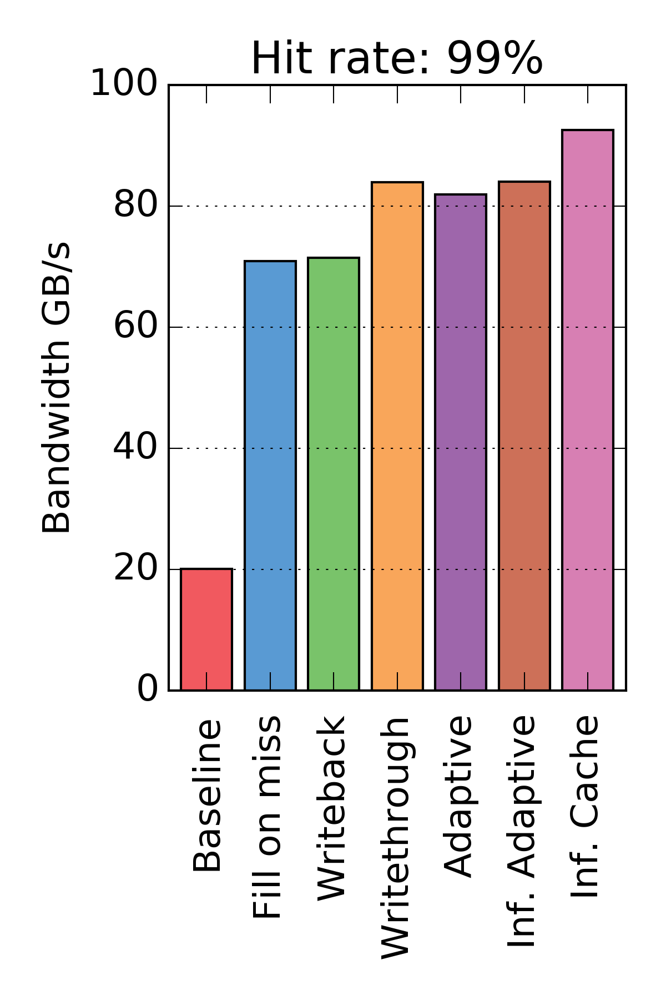 Hit rate: 99%
100
80
60
40
20
0
Bandwidth GB/s
Baseline
Fill on miss
Writeback
Writethrough
Adaptive
Inf. Adaptive
Inf. Cache